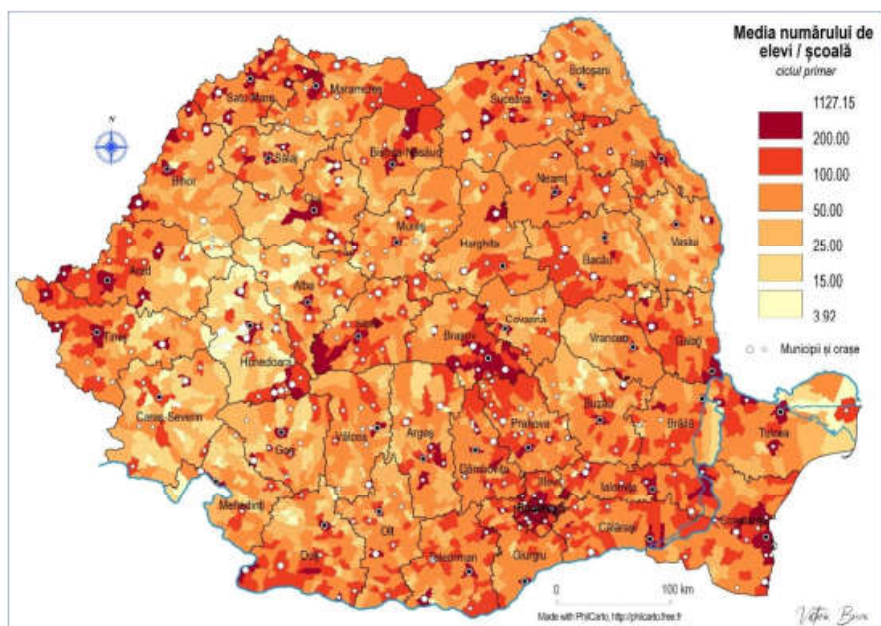 Media numărului de
elevi / școală
ciclul primar
1127.15
200.00
100.00
50.00
25.00
15.00
3.92
Municipii și orașe
N
Satu Mare
Maramureș
Suceava
Botoșani
Bihor
Sălaj
Bistrița-Năsăud
Iași
Neamț
Cluj
Mureș
Harghita
Bacău
Vaslui
Arad
Alba
Timiș
Hunedoara
Sibiu
Brașov
Covasna
Vrancea
Galați
Caraș-Severin
Gorj
Vâlcea
Argeș
Prahova
Buzău
Brăila
Tulcea
Dâmbovița
Mehedinți
Ilfov
Ialomița
București
Constanța
Călărași
Dolj
Olt
Teleorman
Giurgiu
0 100 km
Made with PhilCarto, http://philcarto.free.fr